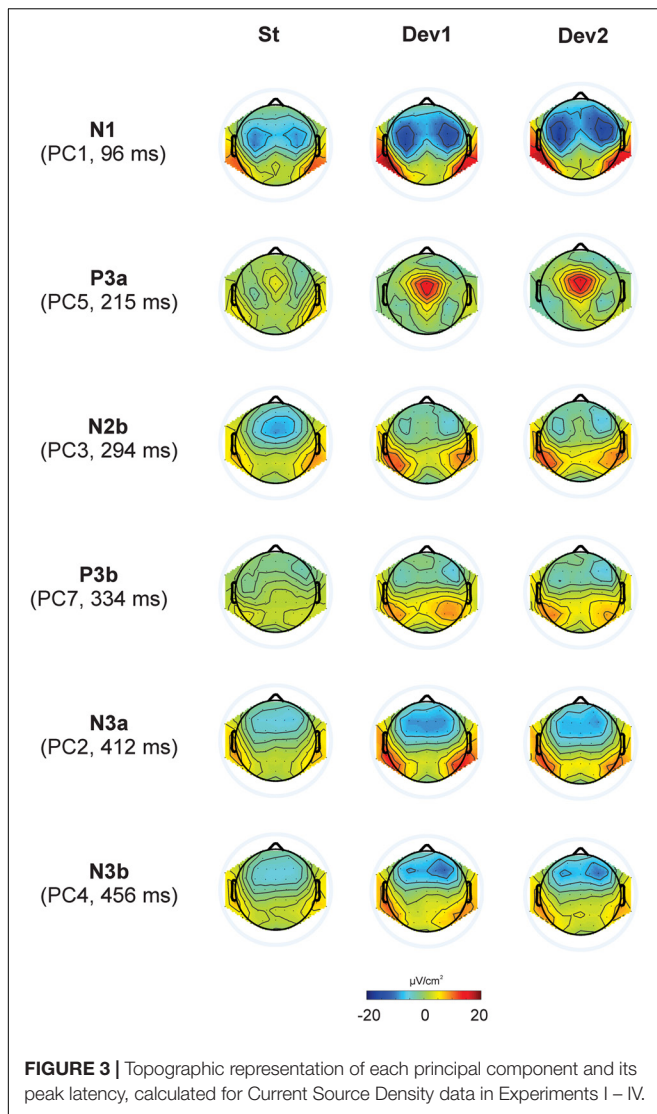 St Dev1 Dev2
N1
(PC1, 96 ms)
P3a
(PC5, 215 ms)
N2b
(PC3, 294 ms)
P3b
(PC7, 334 ms)
N3a
(PC2, 412 ms)
N3b
(PC4, 456 ms)
µV/cm²
-20 0 20
FIGURE 3 | Topographic representation of each principal component and its
peak latency, calculated for Current Source Density data in Experiments I – IV.